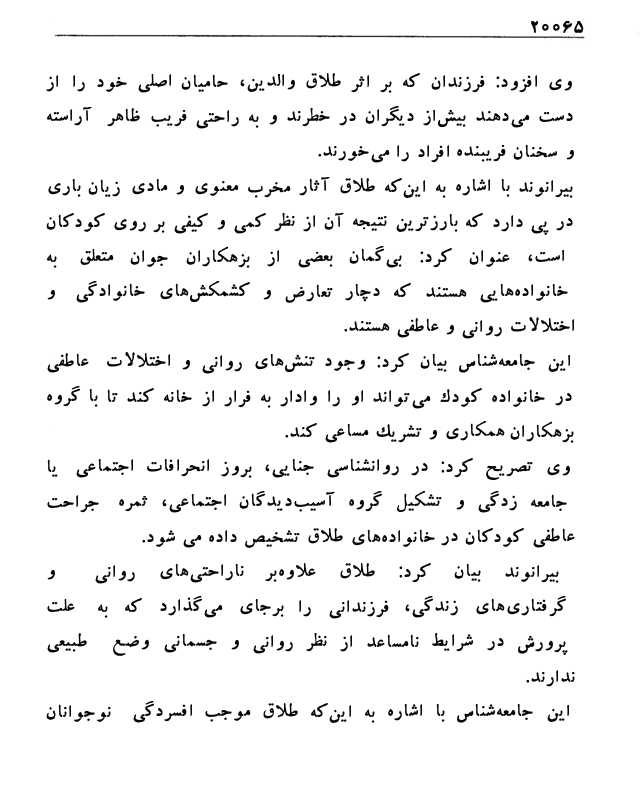 ۲۰۰۶۵
وی افزود: فرزندان که بر اثر طلاق والدین، حامیان اصلی خود را از
دست می‌دهند بیش‌از دیگران در خطرند و به راحتی فریب ظاهر آراسته
و سخنان فریبنده افراد را می‌خورند.
بیرانوند با اشاره به این‌که طلاق آثار مخرب معنوی و مادی زیان باری
در پی دارد که بارزترین نتیجه آن از نظر کمی و کیفی بر روی کودکان
است، عنوان کرد: بی‌گمان بعضی از بزهکاران جوان متعلق به
خانواده‌هایی هستند که دچار تعارض و کشمکش‌های خانوادگی و
اختلالات روانی و عاطفی هستند.
این جامعه‌شناس بیان کرد: وجود تنش‌های روانی و اختلالات عاطفی
در خانواده کودك می‌تواند او را وادار به فرار از خانه کند تا با گروه
بزهکاران همکاری و تشریك مساعی کند.
وی تصریح کرد: در روانشناسی جنایی، بروز انحرافات اجتماعی یا
جامعه زدگی و تشکیل گروه آسیب‌دیدگان اجتماعی، ثمره جراحت
عاطفی کودکان در خانواده‌های طلاق تشخیص داده می شود.
بیرانوند بیان کرد: طلاق علاوه‌بر ناراحتی‌های روانی و
گرفتاری‌های زندگی، فرزندانی را برجای می‌گذارد که به علت
پرورش در شرایط نامساعد از نظر روانی و جسمانی وضع طبیعی
ندارند.
این جامعه‌شناس با اشاره به این‌که طلاق موجب افسردگی نوجوانان